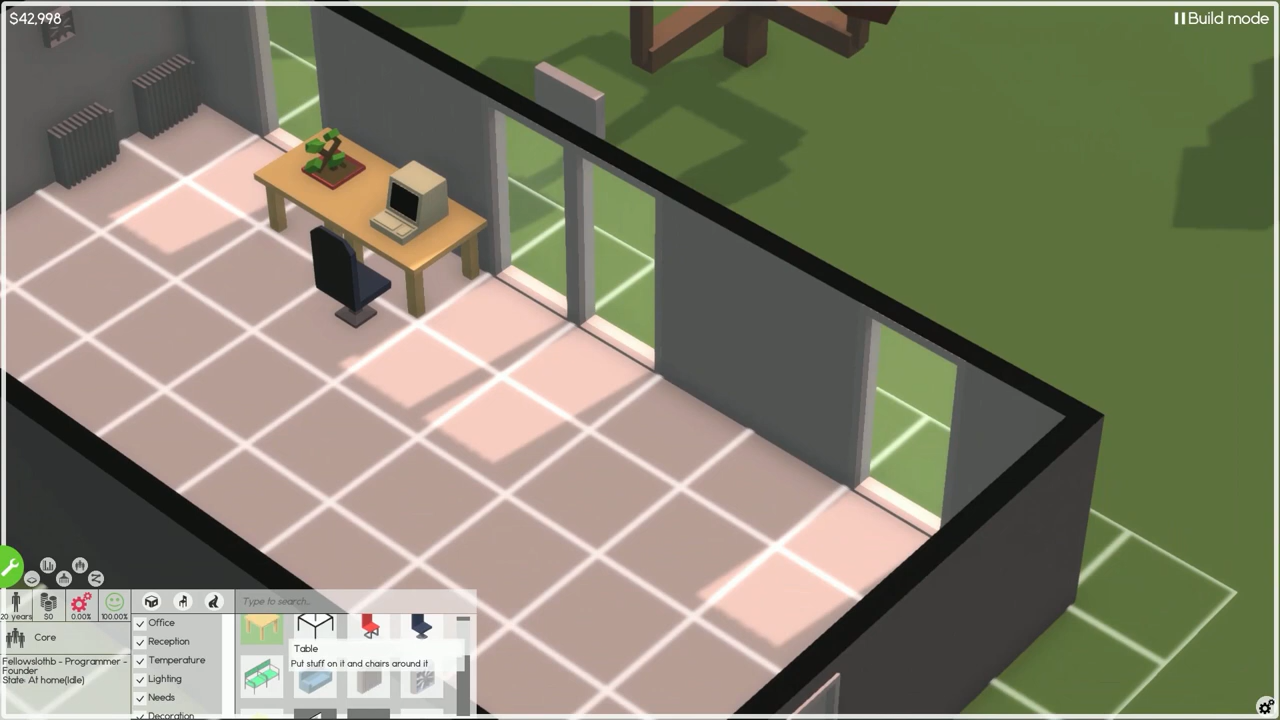 $42,998
Build mode
20 years
$0
0.00%
100.00%
Core
Fellowslothb - Programmer -
Founder
State: At home(Idle)
Office
Reception
Temperature
Lighting
Needs
Decoration
Type to search...
Table
Put stuff on it and chairs around it